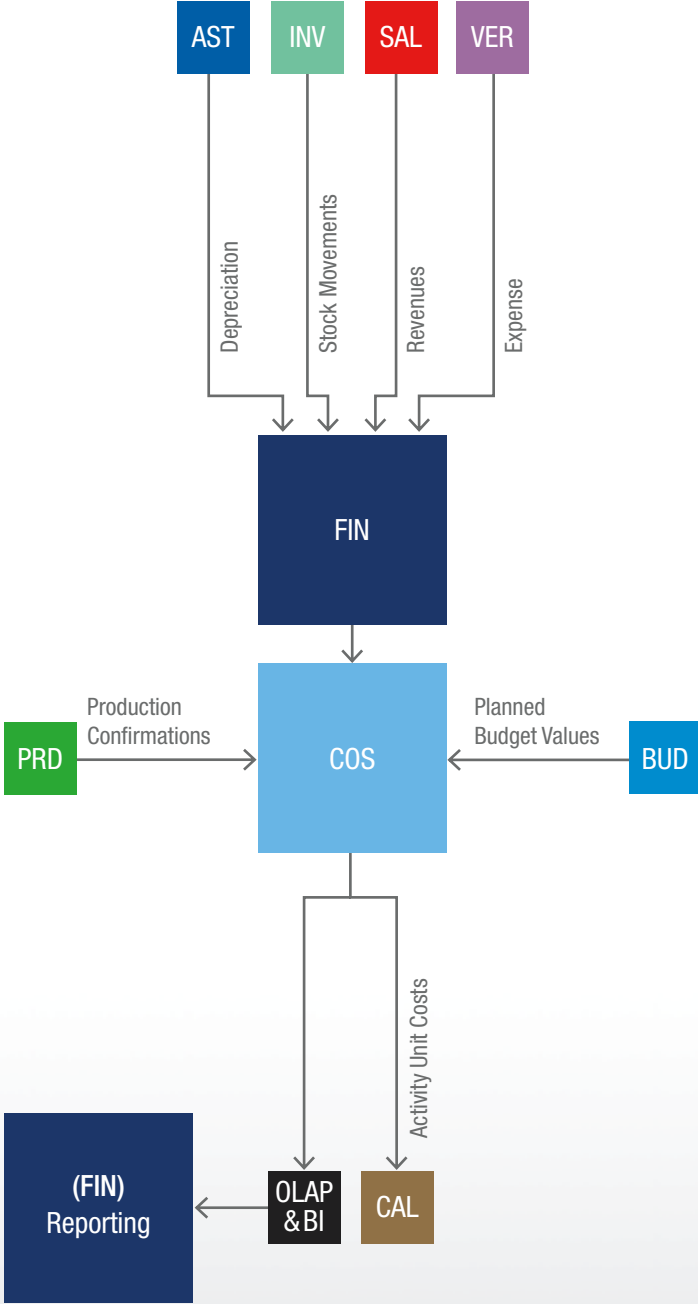 AST
INV
SAL
VER
Depreciation
Stock Movements
Revenues
Expense
FIN
Production
Confirmations
Planned
Budget Values
PRD
COS
BUD
Activity Unit Costs
(FIN)
Reporting
OLAP
& BI
CAL